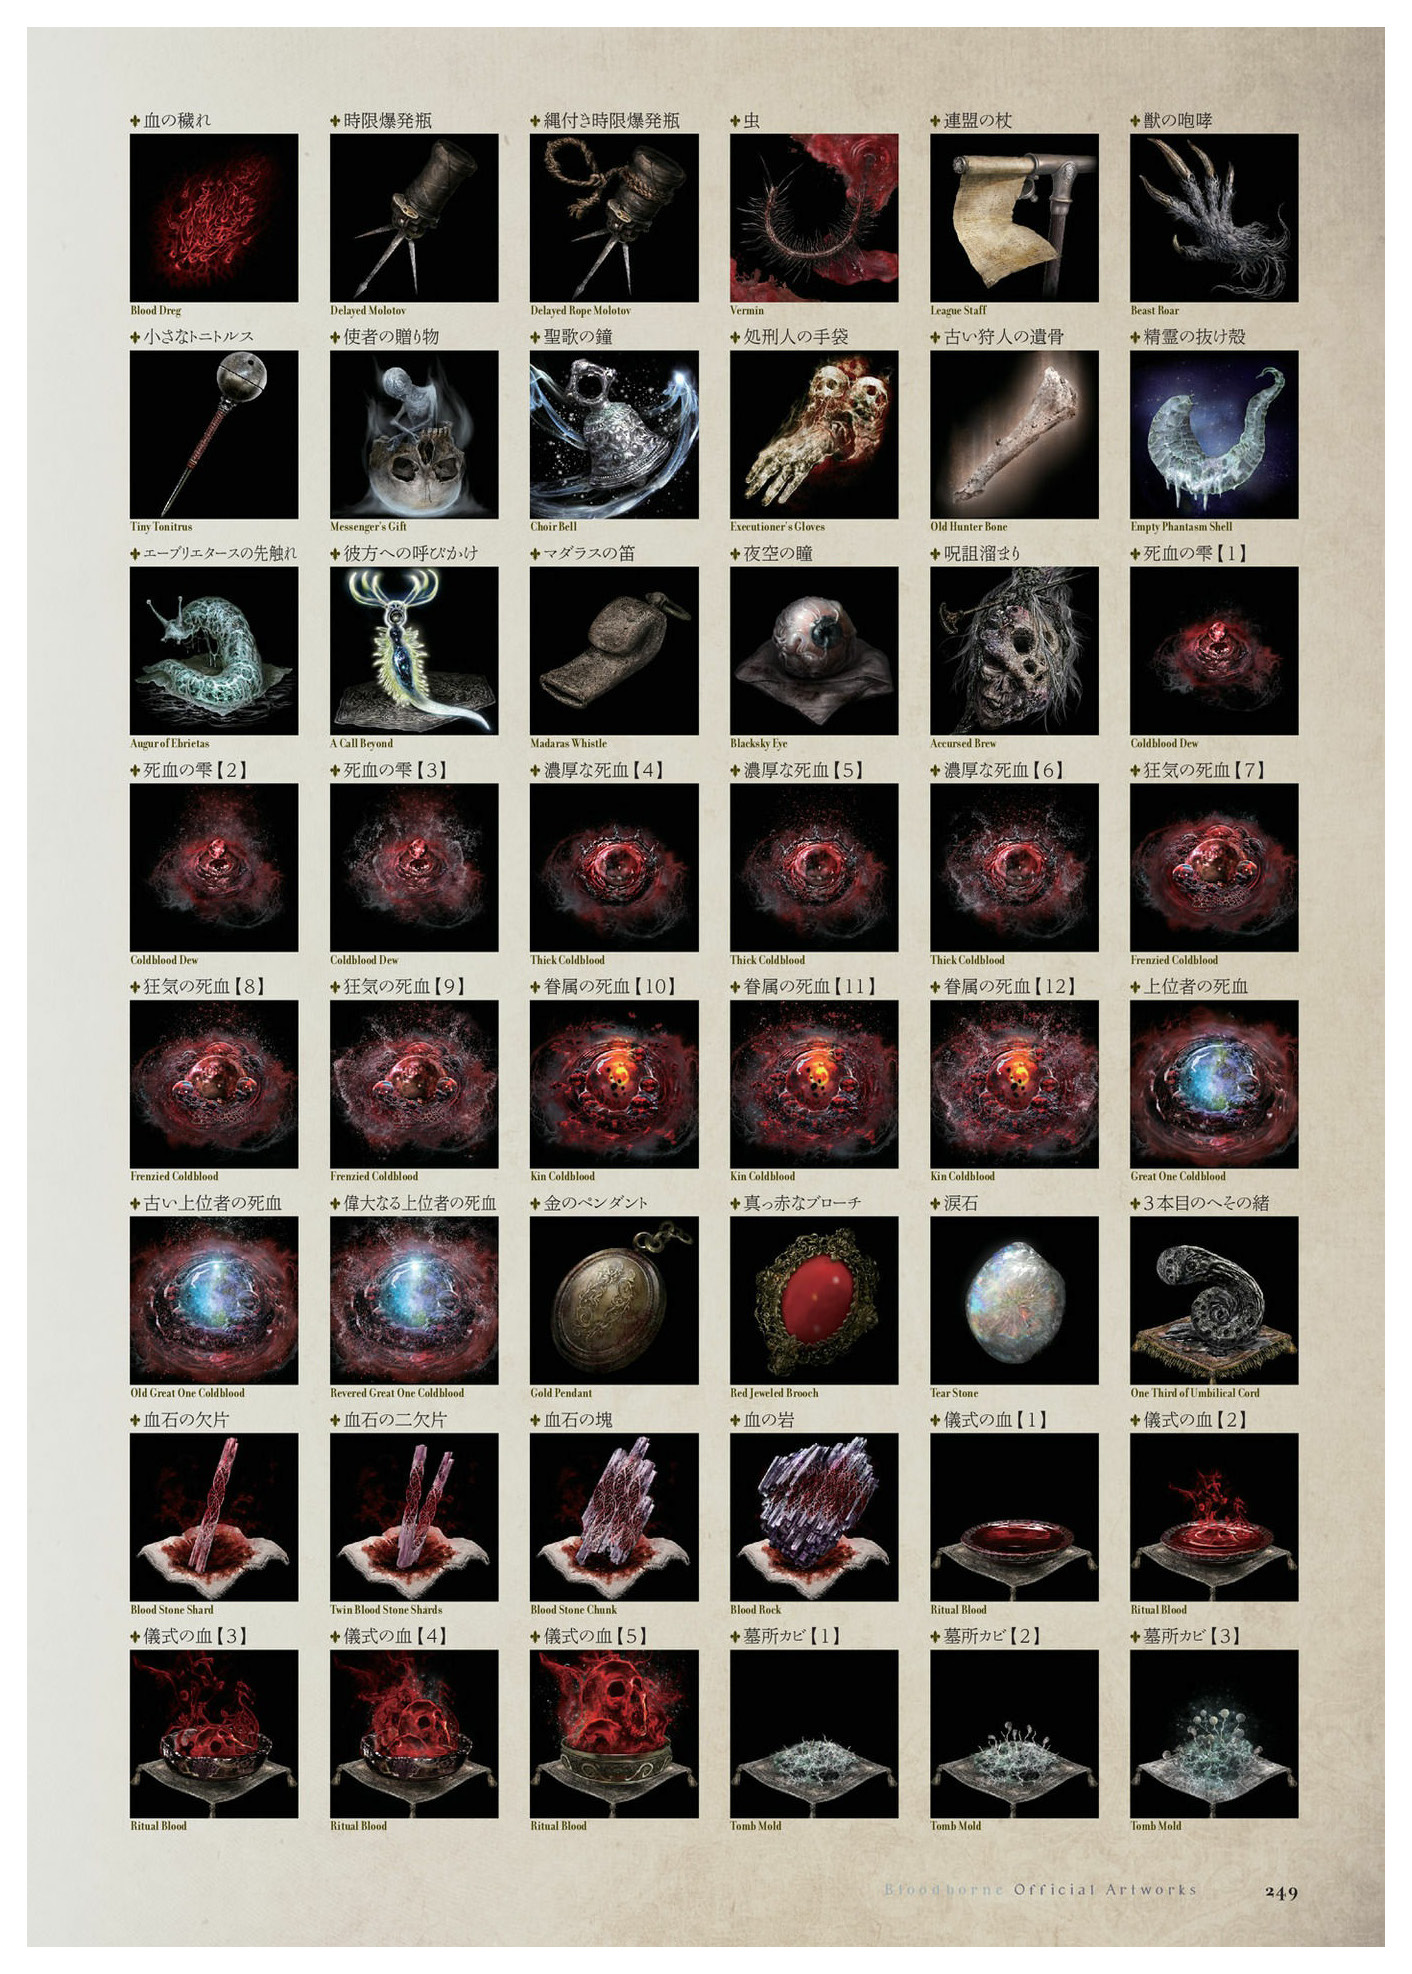 血の穢れ
時限爆発瓶
縄付き時限爆発瓶
虫
連盟の杖
獣の咆哮
Blood Dreg
Delayed Molotov
Delayed Rope Molotov
Vermin
League Staff
Beast Roar
小さなトニトルス
使者の贈り物
聖歌の鐘
処刑人の手袋
古い狩人の遺骨
精霊の抜け殻
Tiny Tonitrus
Messenger's Gift
Choir Bell
Executioner's Gloves
Old Hunter Bone
Empty Phantasm Shell
エーブリエタースの先触れ
彼方への呼びかけ
マダラスの笛
夜空の瞳
呪詛溜まり
死血の雫【1】
Augur of Ebrietas
A Call Beyond
Madaras Whistle
Blacksky Eye
Accursed Brew
Coldblood Dew
死血の雫【2】
死血の雫【3】
濃厚な死血【4】
濃厚な死血【5】
濃厚な死血【6】
狂気の死血【7】
Coldblood Dew
Coldblood Dew
Thick Coldblood
Thick Coldblood
Thick Coldblood
Frenzied Coldblood
狂気の死血【8】
狂気の死血【9】
眷属の死血【10】
眷属の死血【11】
眷属の死血【12】
上位者の死血
Frenzied Coldblood
Frenzied Coldblood
Kin Coldblood
Kin Coldblood
Kin Coldblood
Great One Coldblood
古い上位者の死血
偉大なる上位者の死血
金のペンダント
真っ赤なブローチ
涙石
3本目のへその緒
Old Great One Coldblood
Revered Great One Coldblood
Gold Pendant
Red Jeweled Brooch
Tear Stone
One Third of Umbilical Cord
血石の欠片
血石の二欠片
血石の塊
血の岩
儀式の血【1】
儀式の血【2】
Blood Stone Shard
Twin Blood Stone Shards
Blood Stone Chunk
Blood Rock
Ritual Blood
Ritual Blood
儀式の血【3】
儀式の血【4】
儀式の血【5】
墓所カビ【1】
墓所カビ【2】
墓所カビ【3】
Ritual Blood
Ritual Blood
Ritual Blood
Tomb Mold
Tomb Mold
Tomb Mold
Bloodborne Official Artworks
249